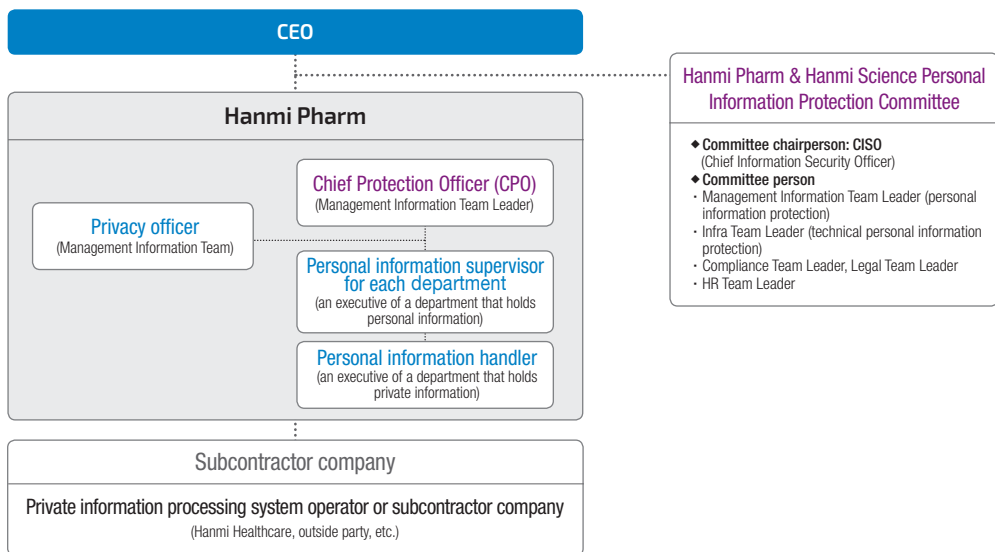 CEO
Hanmi Pharm & Hanmi Science Personal
Information Protection Committee
◆ Committee chairperson: CISO
(Chief Information Security Officer)
◆ Committee person
· Management Information Team Leader (personal
information protection)
· Infra Team Leader (technical personal information
protection)
· Compliance Team Leader, Legal Team Leader
· HR Team Leader
Hanmi Pharm
Chief Protection Officer (CPO)
(Management Information Team Leader)
Privacy officer
(Management Information Team)
Personal information supervisor
for each department
(an executive of a department that holds
personal information)
Personal information handler
(an executive of a department that holds
private information)
Subcontractor company
Private information processing system operator or subcontractor company
(Hanmi Healthcare, outside party, etc.)